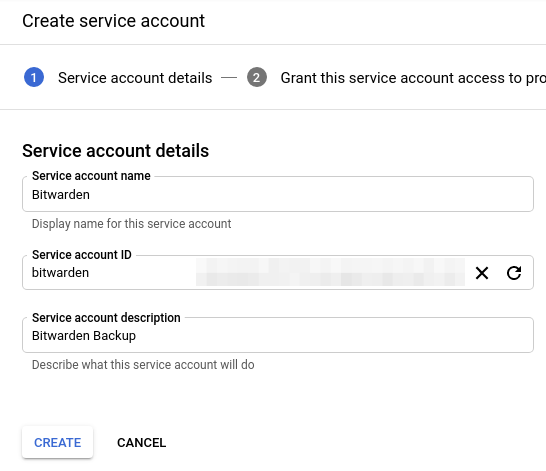 Create service account
1 Service account details — 2 Grant this service account access to pro
Service account details
Service account name
Bitwarden
Display name for this service account
Service account ID
bitwarden
Service account description
Bitwarden Backup
Describe what this service account will do
CREATE CANCEL